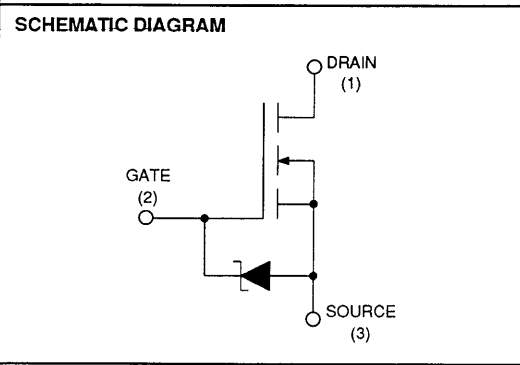 SCHEMATIC DIAGRAM
DRAIN
(1)
GATE
(2)
SOURCE
(3)